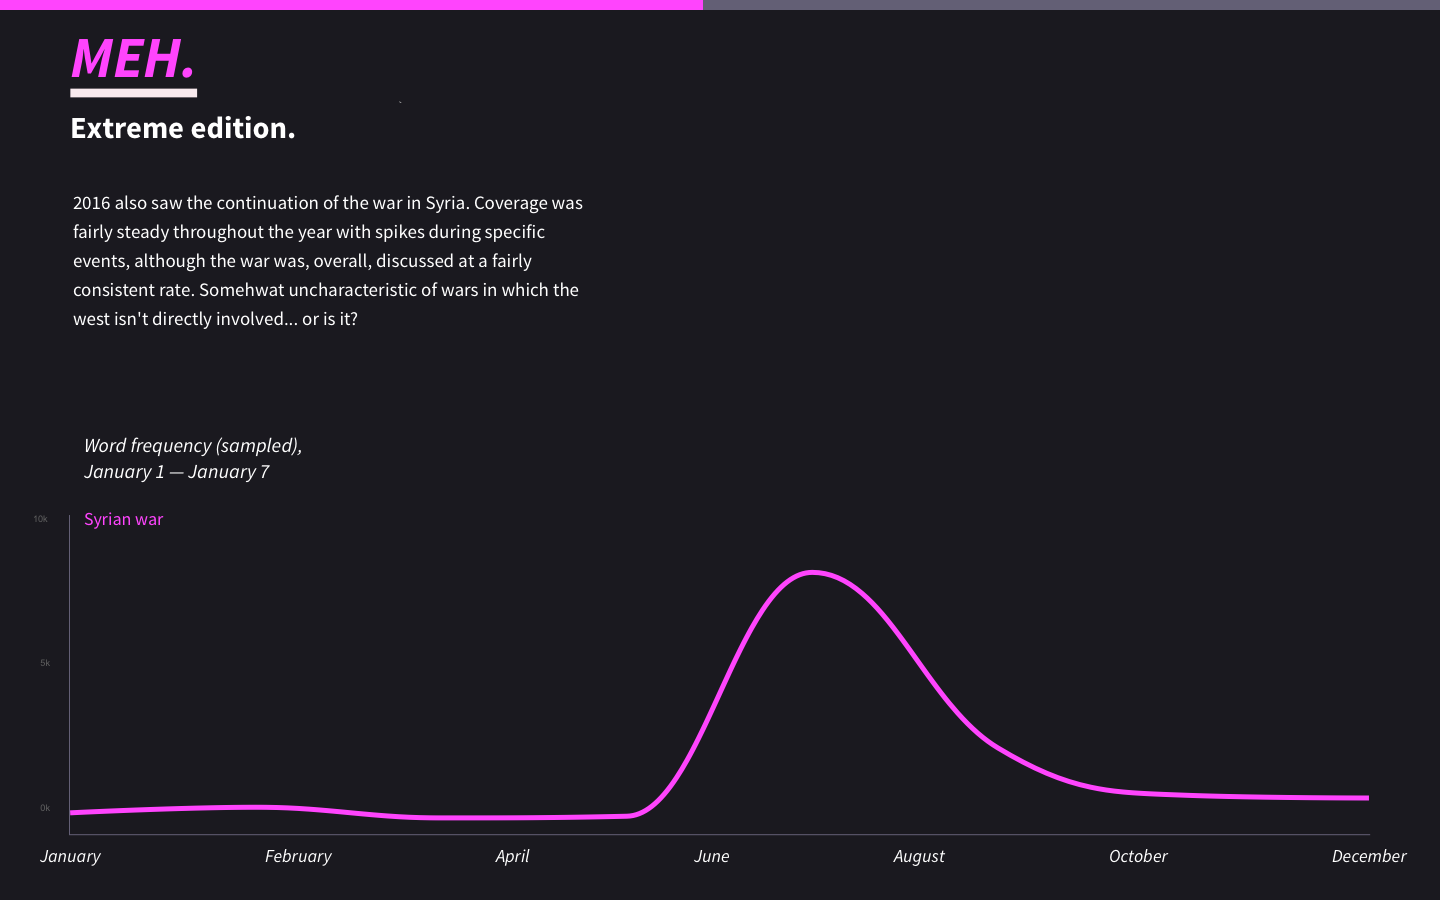 MEH.
Extreme edition.
2016 also saw the continuation of the war in Syria. Coverage was
fairly steady throughout the year with spikes during specific
events, although the war was, overall, discussed at a fairly
consistent rate. Somehwat uncharacteristic of wars in which the
west isn't directly involved... or is it?
Word frequency (sampled),
January 1 — January 7
Syrian war
10k
5k
0k
January February April June August October December